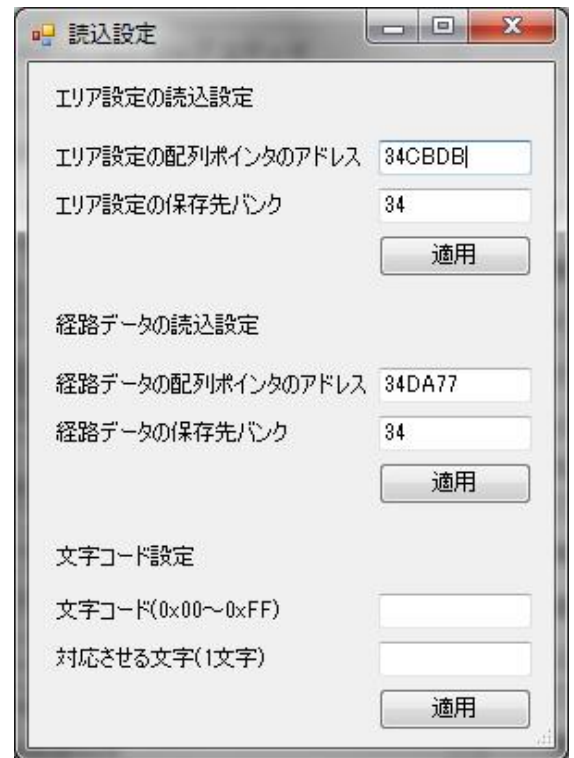 読込設定
エリア設定の読込設定
エリア設定の配列ポインタのアドレス 34CBDB
エリア設定の保存先バンク 34
適用
経路データの読込設定
経路データの配列ポインタのアドレス 34DA77
経路データの保存先バンク 34
適用
文字コード設定
文字コード(0x00～0xFF)
対応させる文字(1文字)
適用